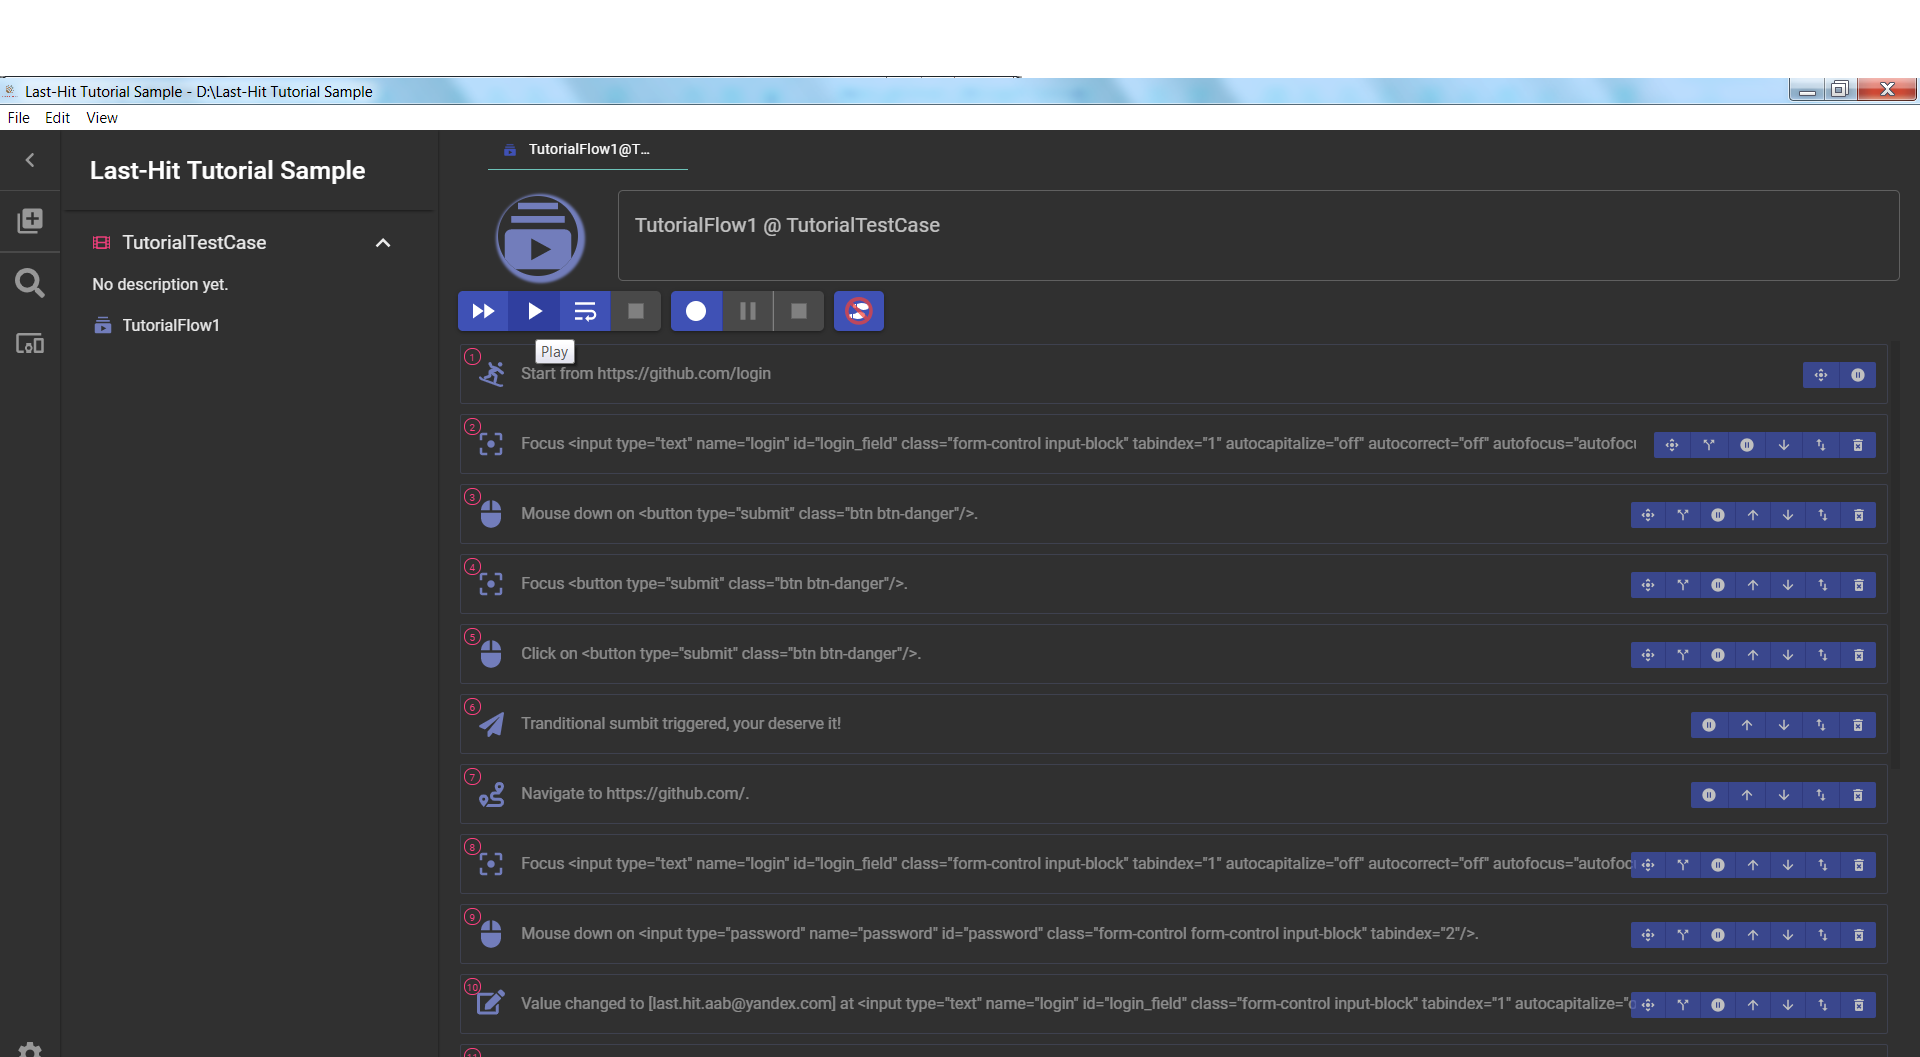 Last-Hit Tutorial Sample - D:\Last-Hit Tutorial Sample
File Edit View
Last-Hit Tutorial Sample
TutorialTestCase
No description yet.
TutorialFlow1
TutorialFlow1@T...
TutorialFlow1 @ TutorialTestCase
Play
1
Start from https://github.com/login
2
Focus <input type="text" name="login" id="login_field" class="form-control input-block" tabindex="1" autocapitalize="off" autocorrect="off" autofocus="autofocu
3
Mouse down on <button type="submit" class="btn btn-danger"/>.
4
Focus <button type="submit" class="btn btn-danger"/>.
5
Click on <button type="submit" class="btn btn-danger"/>.
6
Tranditional sumbit triggered, your deserve it!
7
Navigate to https://github.com/.
8
Focus <input type="text" name="login" id="login_field" class="form-control input-block" tabindex="1" autocapitalize="off" autocorrect="off" autofocus="autofoc
9
Mouse down on <input type="password" name="password" id="password" class="form-control form-control input-block" tabindex="2"/>.
10
Value changed to [last.hit.aab@yandex.com] at <input type="text" name="login" id="login_field" class="form-control input-block" tabindex="1" autocapitalize="o